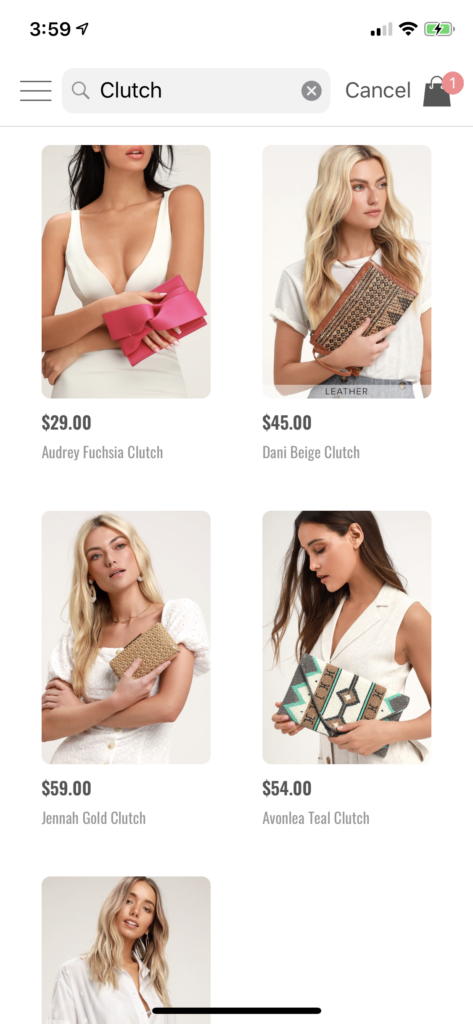 3:59
Clutch
Cancel
1
LEATHER
$29.00
$45.00
Audrey Fuchsia Clutch
Dani Beige Clutch
$59.00
$54.00
Jennah Gold Clutch
Avonlea Teal Clutch